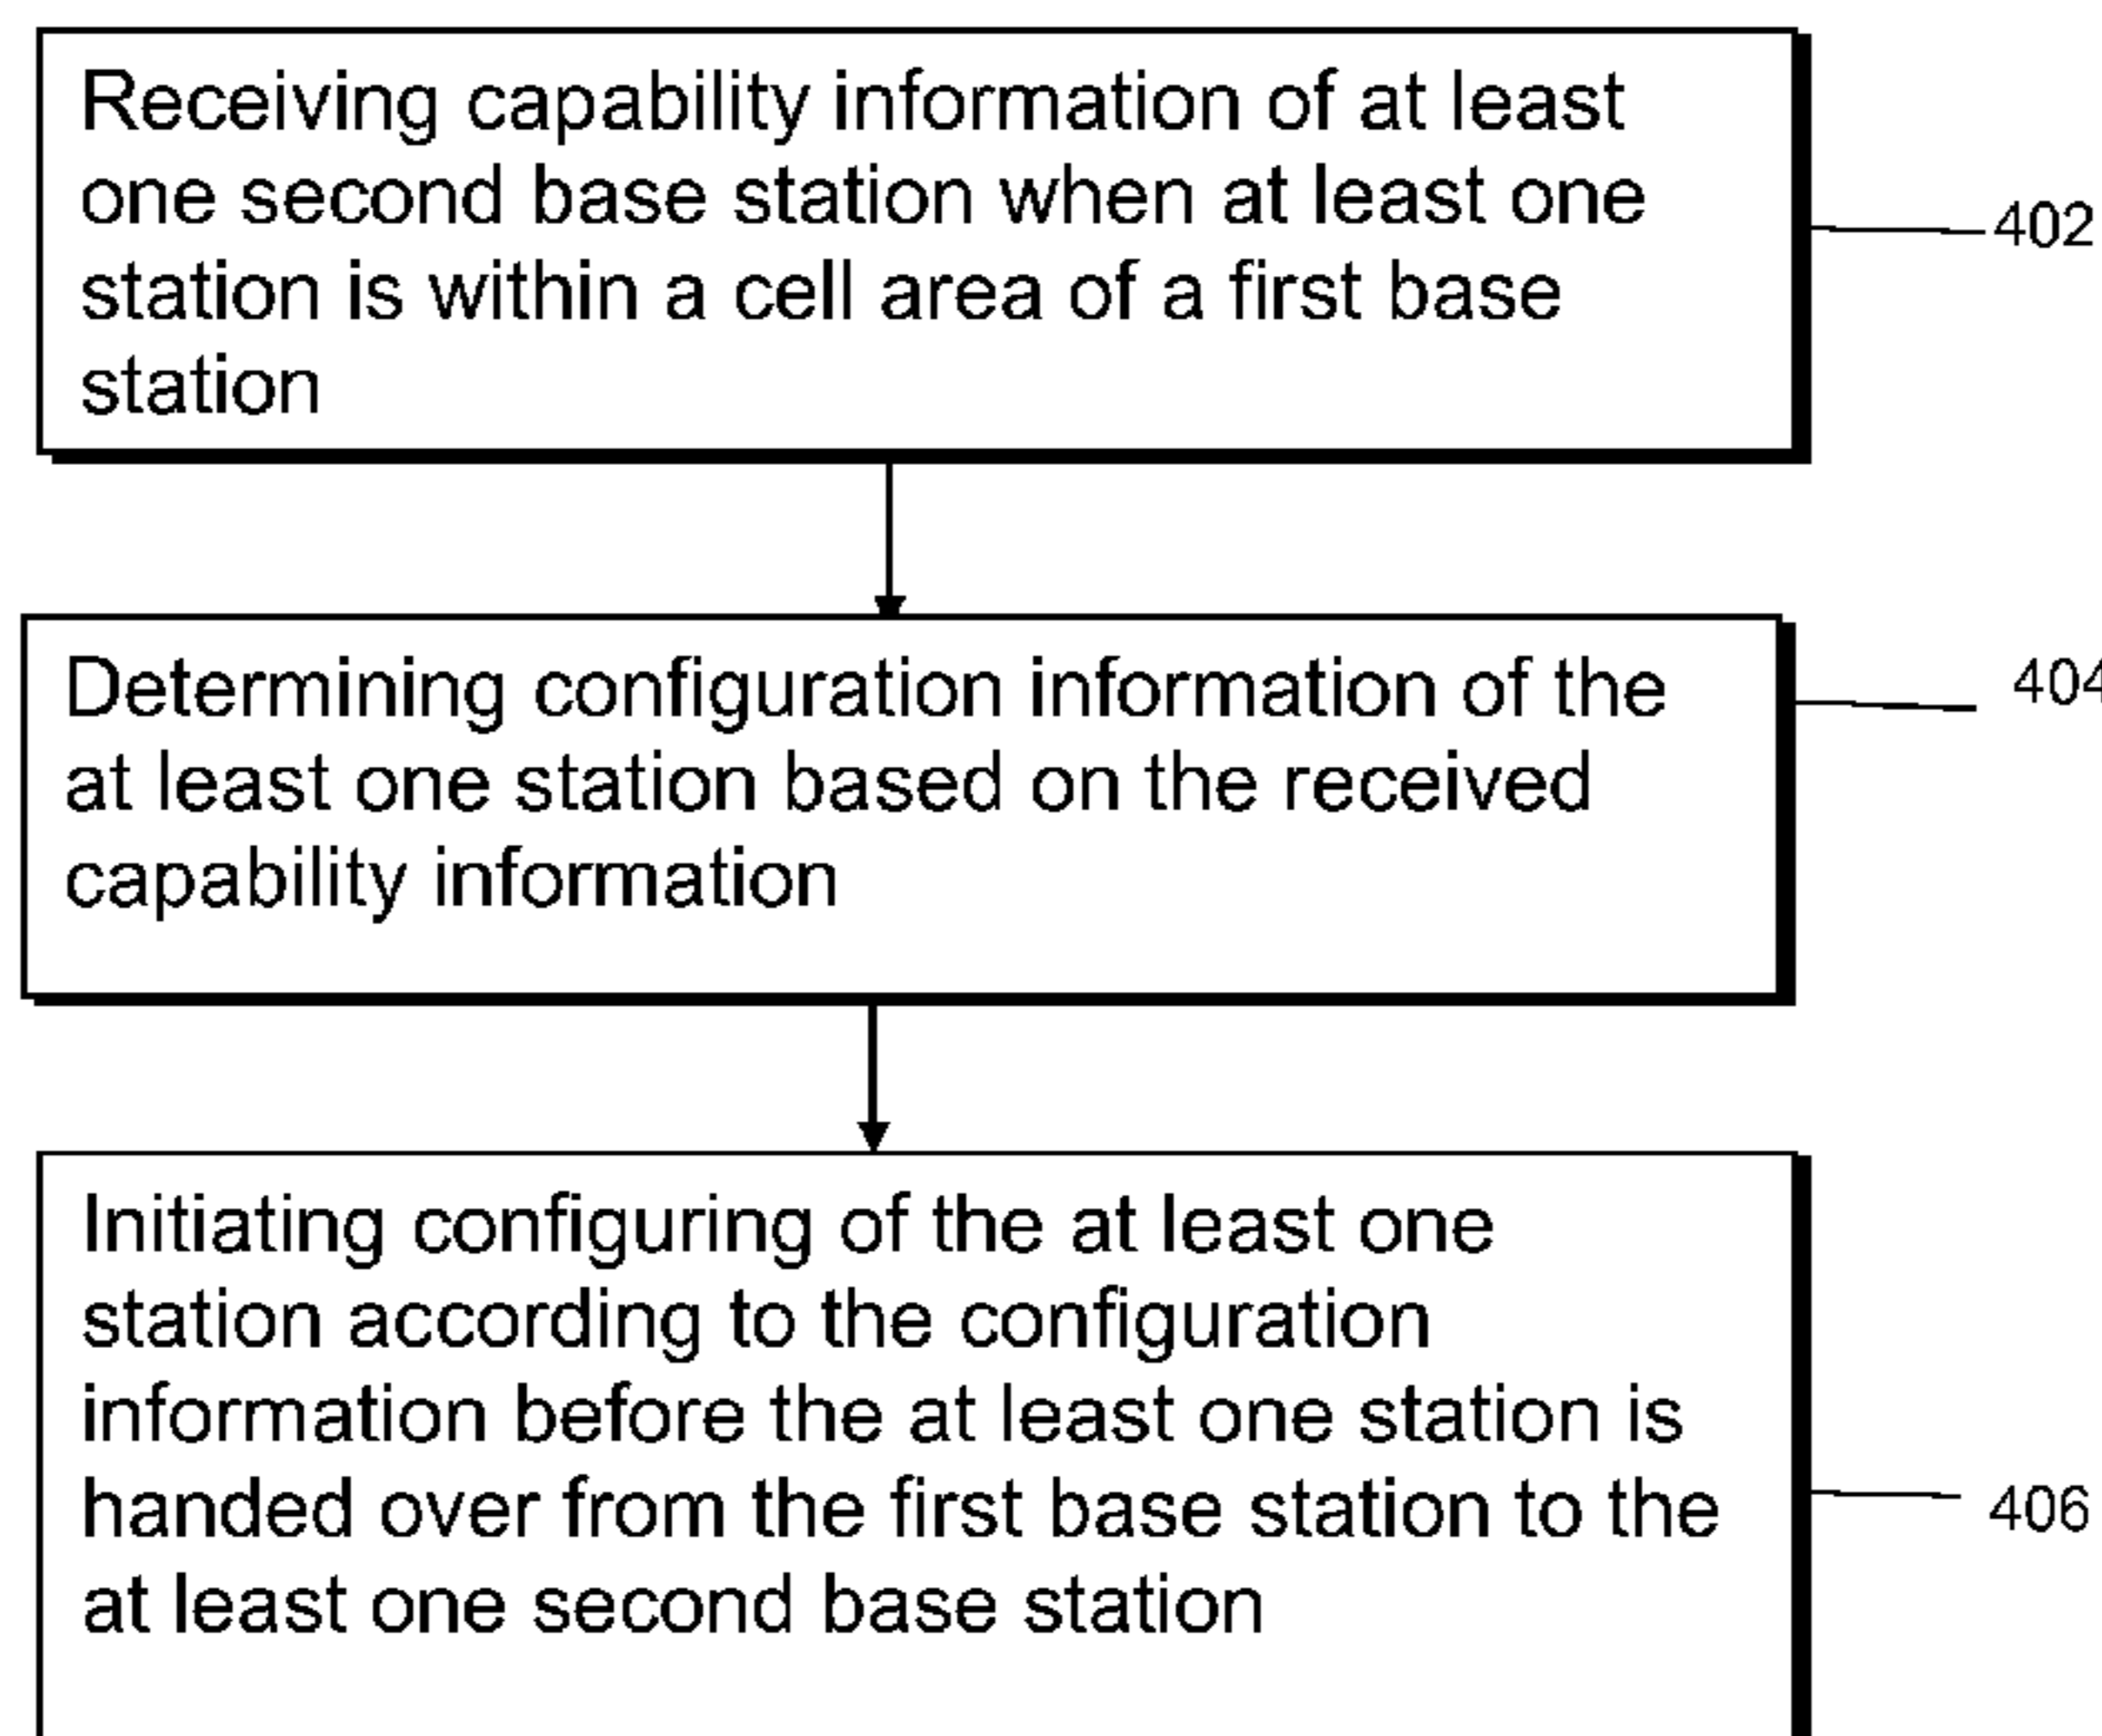 Receiving capability information of at least
one second base station when at least one
station is within a cell area of a first base
station
402
Determining configuration information of the
at least one station based on the received
capability information
404
Initiating configuring of the at least one
station according to the configuration
information before the at least one station is
handed over from the first base station to the
at least one second base station
406